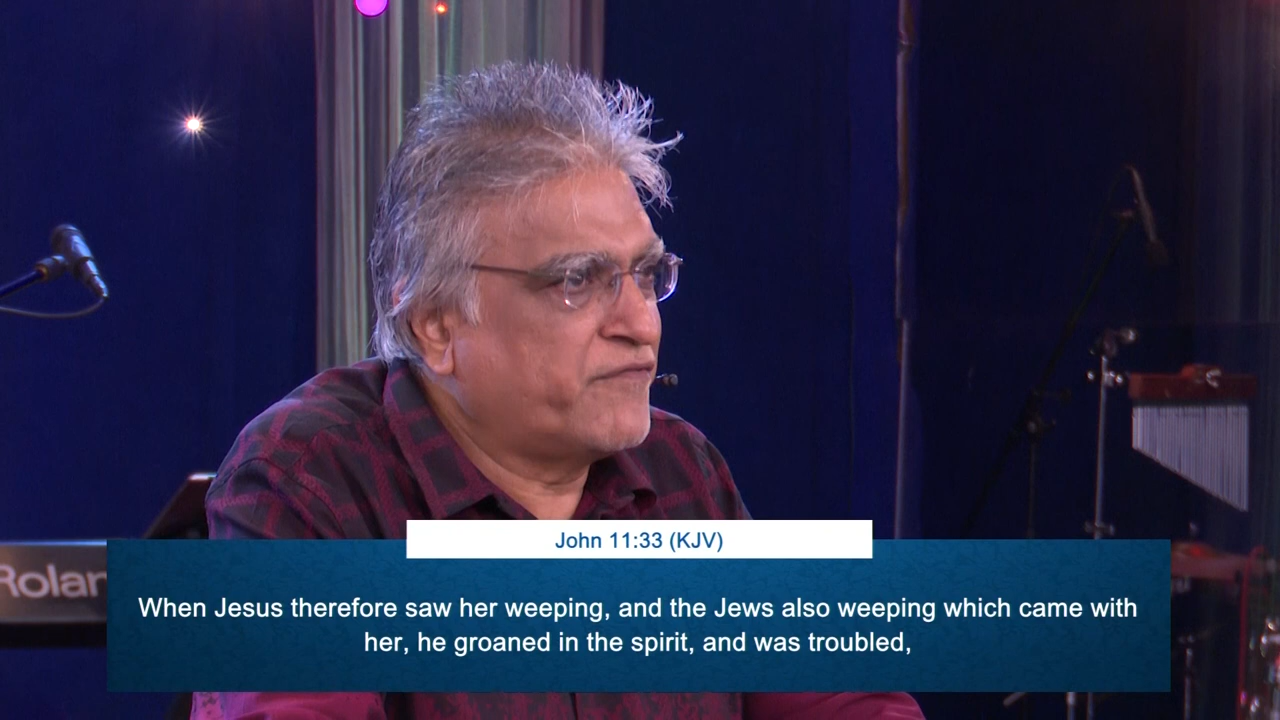 Rolan
John 11:33 (KJV)
When Jesus therefore saw her weeping, and the Jews also weeping which came with
her, he groaned in the spirit, and was troubled,